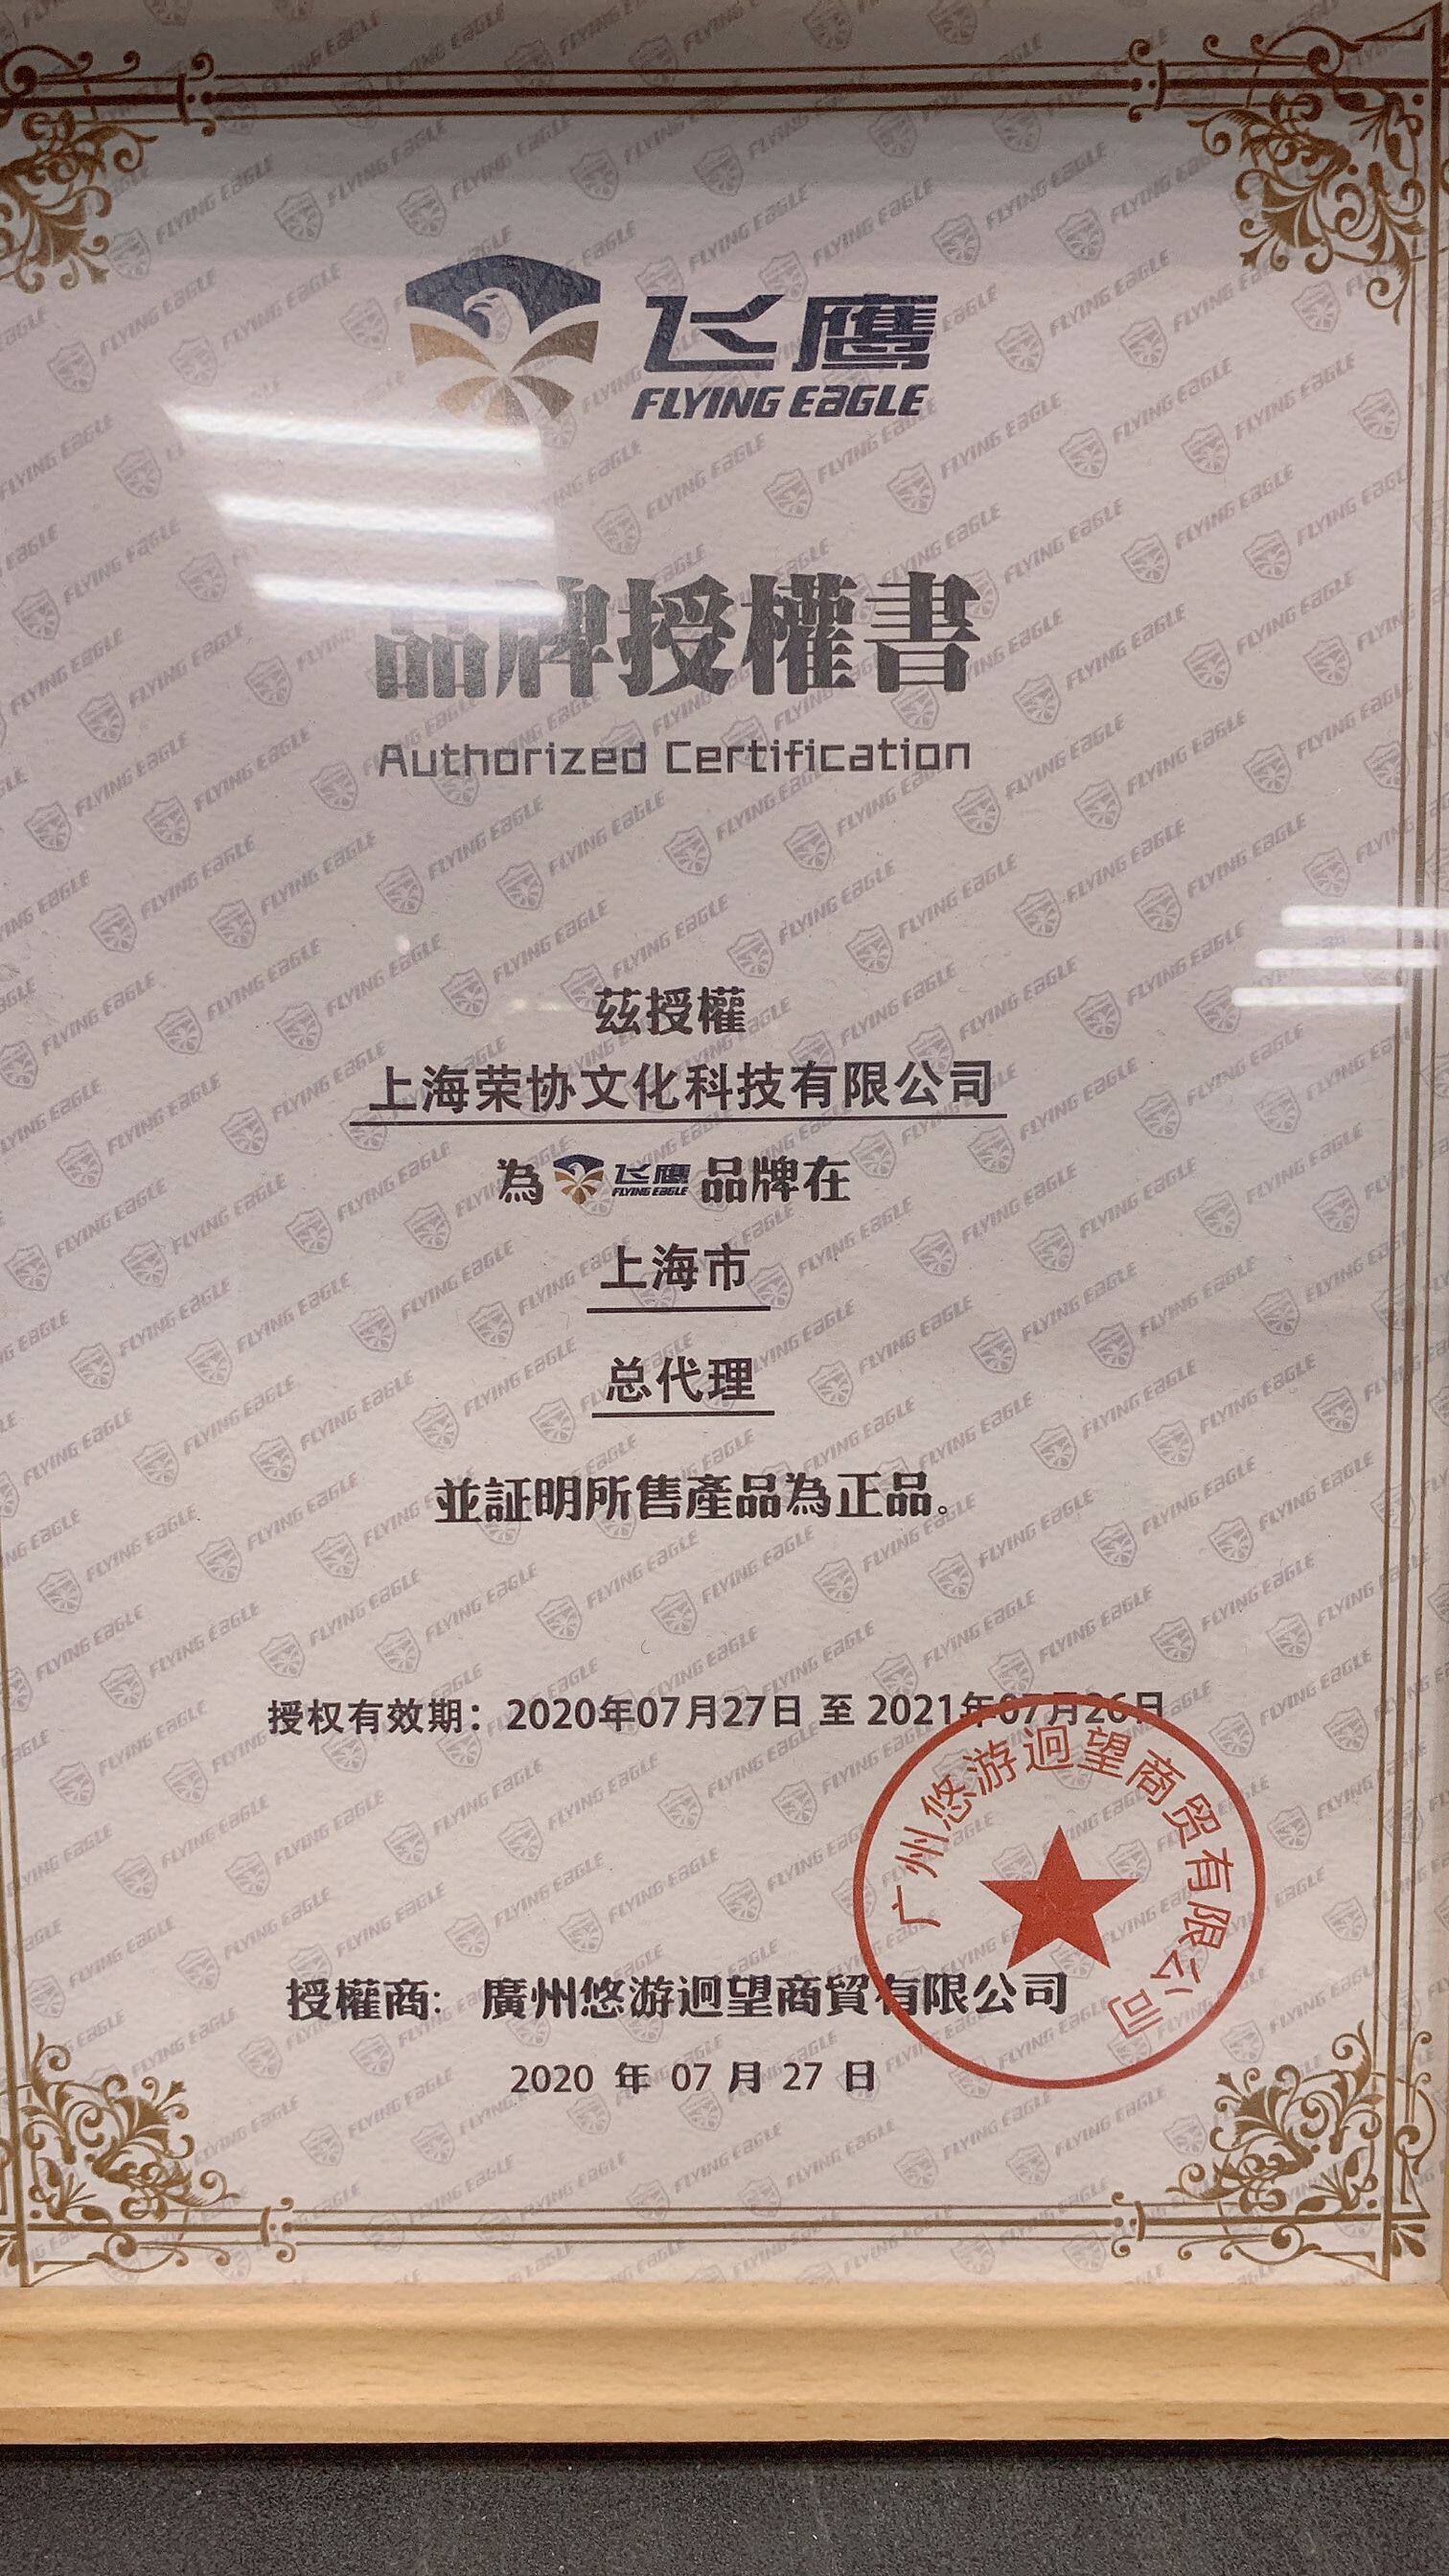 飞鹰
FLYING EAGLE
品牌授權書
Authorized Certification
茲授權
上海荣协文化科技有限公司
為 飞鹰 FLYING EAGLE 品牌在
上海市
总代理
並証明所售產品為正品。
授权有效期：2020年07月27日 至 2021年07月26日
广州悠游迥望商贸有限公司
授權商: 廣州悠游迥望商貿有限公司
2020 年 07 月 27 日